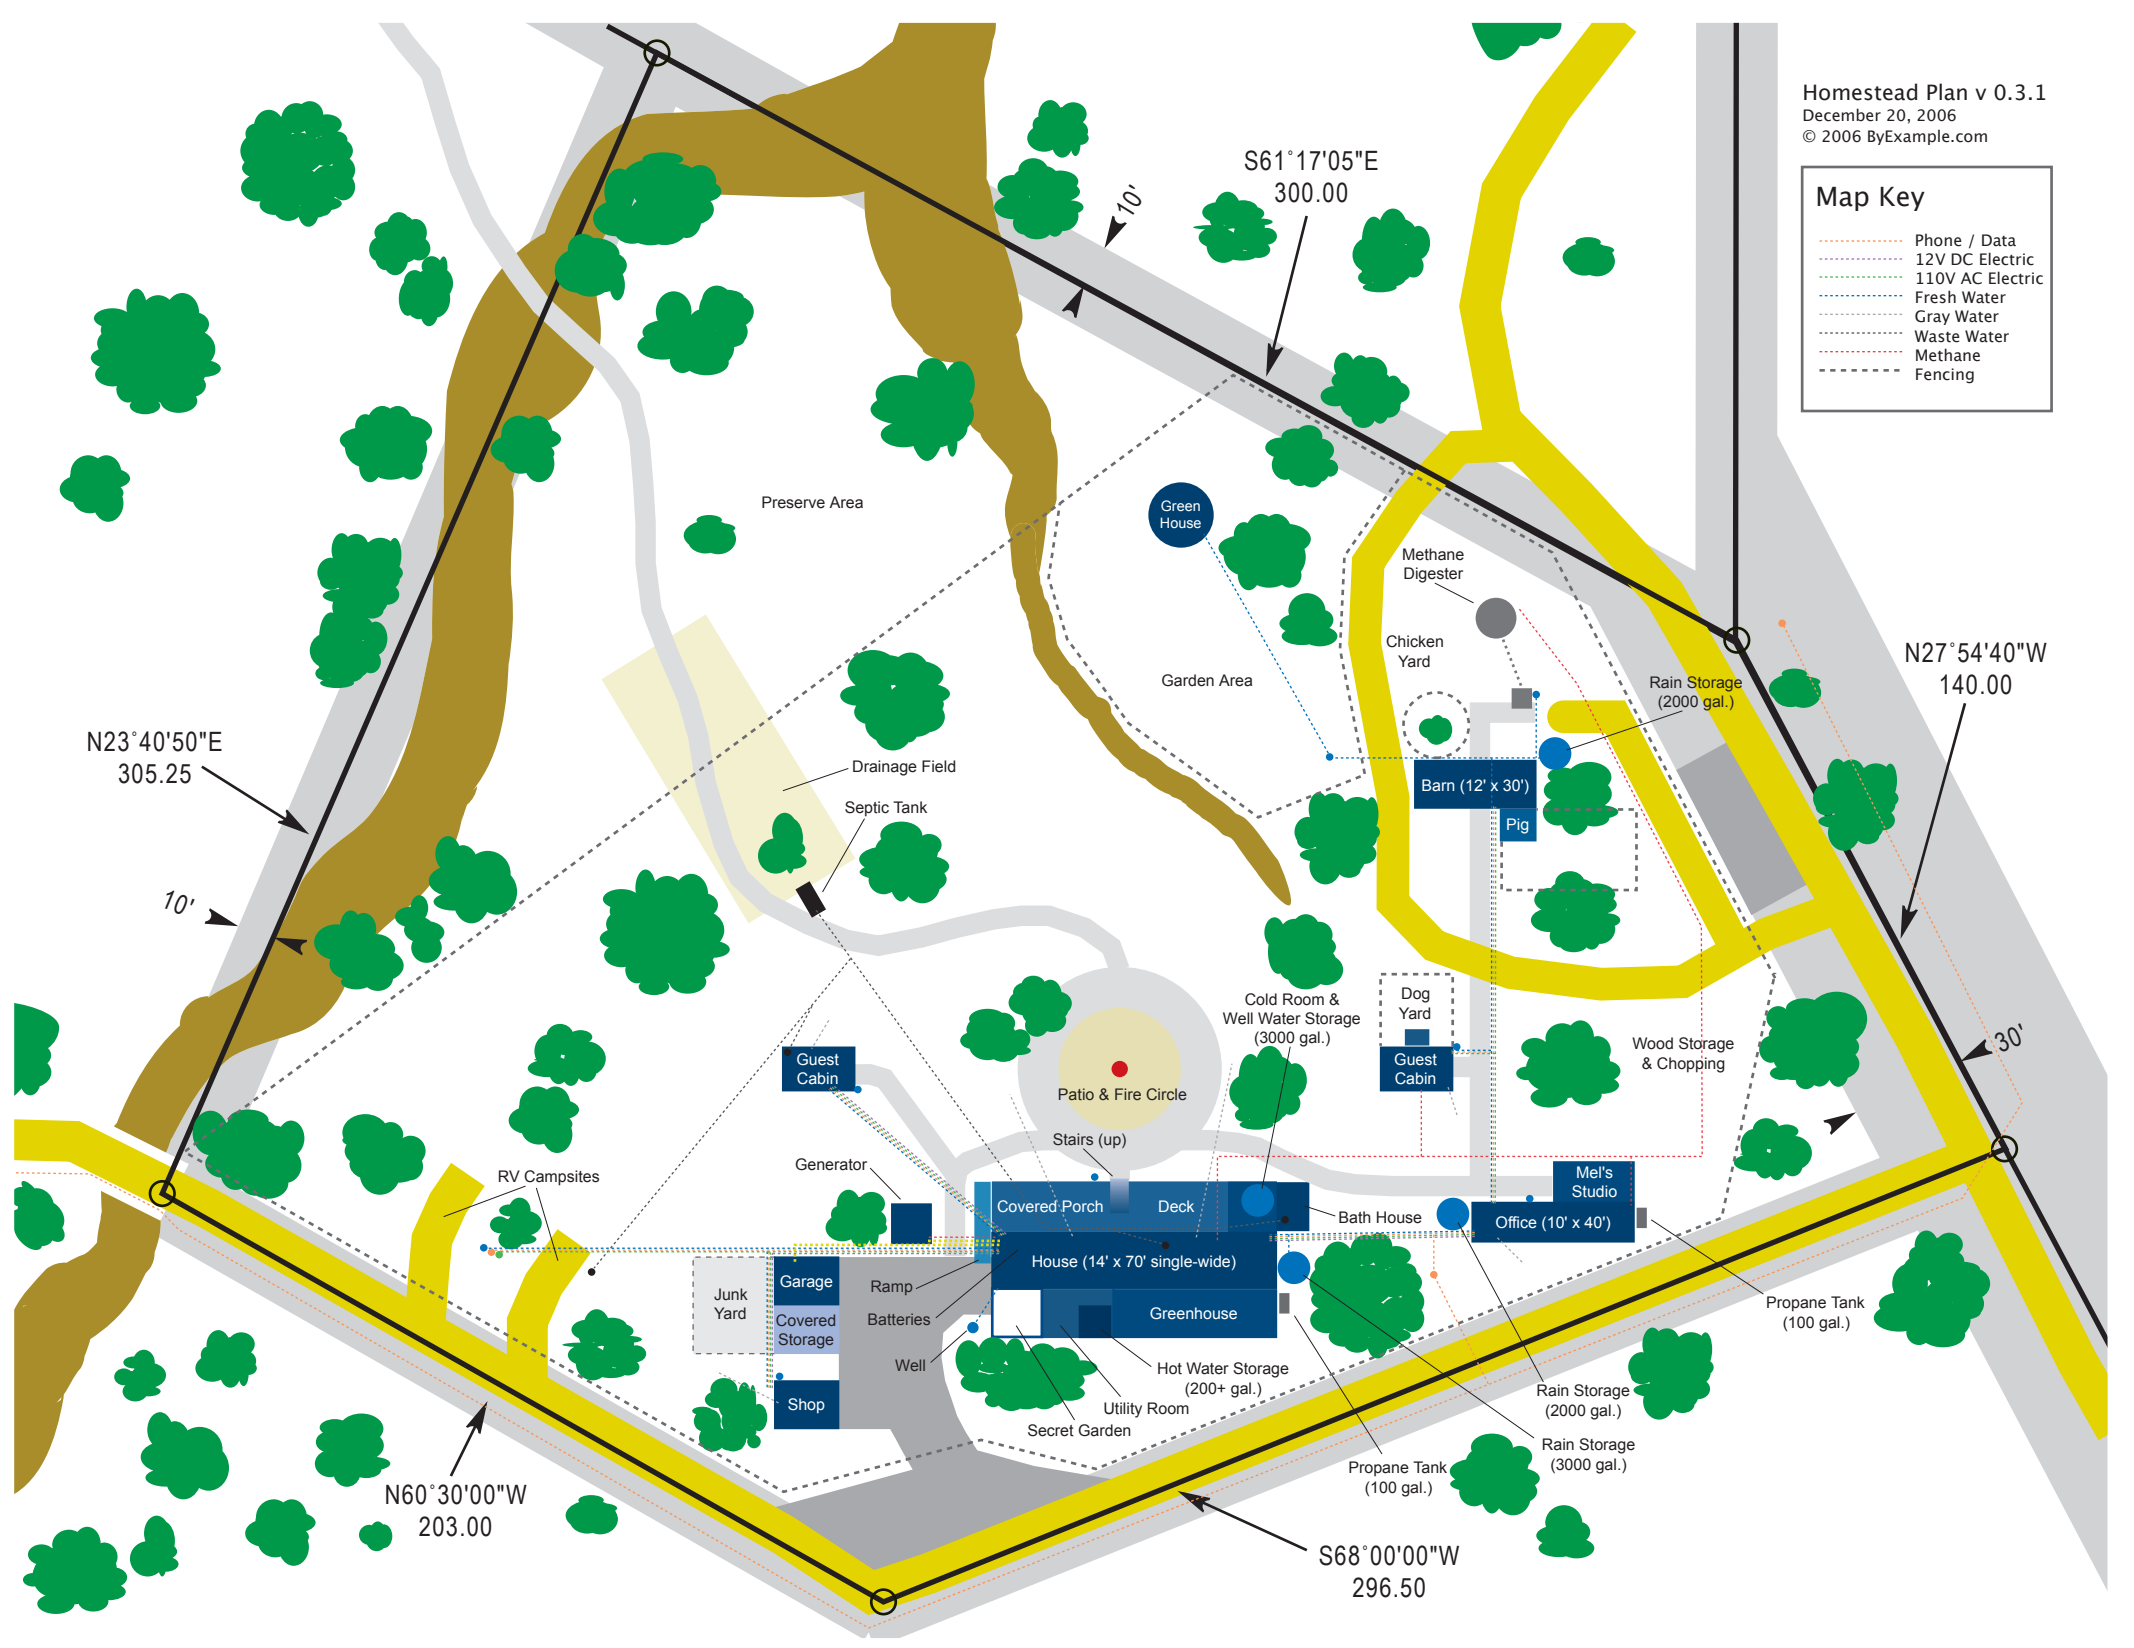 Homestead Plan v 0.3.1
December 20, 2006
© 2006 ByExample.com
Map Key
Phone / Data
12V DC Electric
110V AC Electric
Fresh Water
Gray Water
Waste Water
Methane
Fencing
S61°17'05"E
300.00
10'
Preserve Area
Green
House
Methane
Digester
Chicken
Yard
Garden Area
Rain Storage
(2000 gal.)
N27°54'40"W
140.00
N23°40'50"E
305.25
Drainage Field
Septic Tank
Barn (12' x 30')
Pig
10'
Cold Room &
Well Water Storage
(3000 gal.)
Dog
Yard
Guest
Cabin
Wood Storage
& Chopping
30'
Guest
Cabin
Patio & Fire Circle
Stairs (up)
Generator
RV Campsites
Covered Porch
Deck
Bath House
Mel's
Studio
Office (10' x 40')
House (14' x 70' single-wide)
Garage
Ramp
Junk
Yard
Covered
Storage
Batteries
Greenhouse
Propane Tank
(100 gal.)
Well
Hot Water Storage
(200+ gal.)
Utility Room
Secret Garden
Shop
Rain Storage
(2000 gal.)
Rain Storage
(3000 gal.)
Propane Tank
(100 gal.)
N60°30'00"W
203.00
S68°00'00"W
296.50